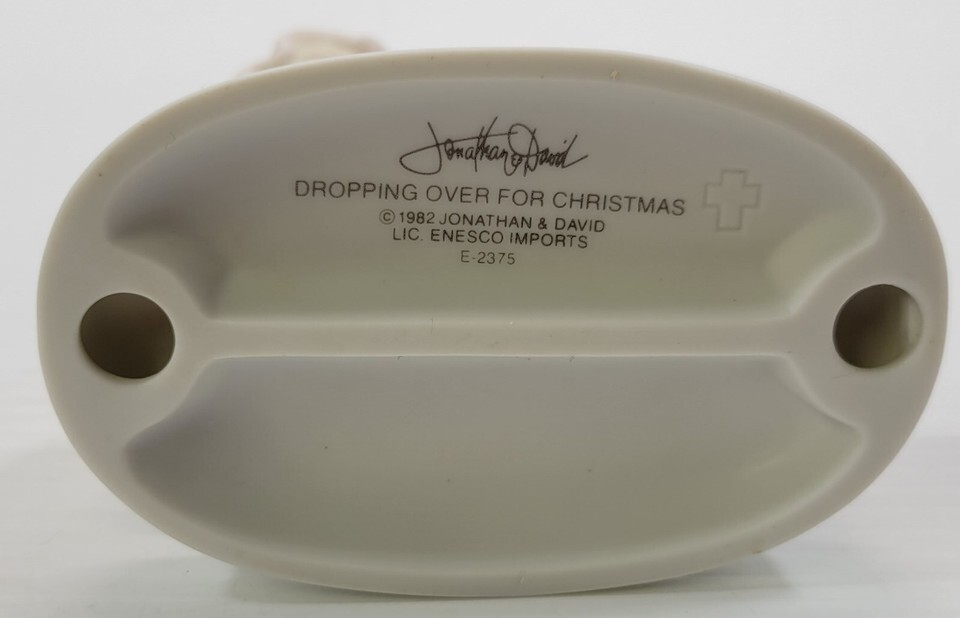 Jonathan & David
DROPPING OVER FOR CHRISTMAS
© 1982 JONATHAN & DAVID
LIC. ENESCO IMPORTS
E-2375